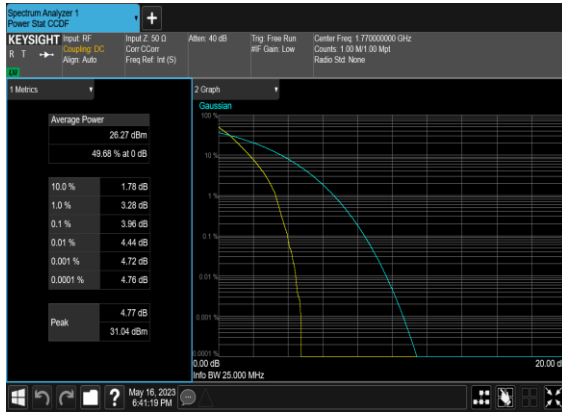 Spectrum Analyzer 1
Power Stat CCDF
KEYSIGHT
R T
LXI
Input: RF
Coupling: DC
Align: Auto
Input Z: 50 Ω
Corr CCorr
Freq Ref: Int (S)
Atten: 40 dB
Trig: Free Run
#IF Gain: Low
Center Freq: 1.770000000 GHz
Counts: 1.00 M/1.00 Mpt
Radio Std: None
1 Metrics
Average Power
26.27 dBm
49.68 % at 0 dB
10.0 % 1.78 dB
1.0 % 3.28 dB
0.1 % 3.96 dB
0.01 % 4.44 dB
0.001 % 4.72 dB
0.0001 % 4.76 dB
Peak
4.77 dB
31.04 dBm
2 Graph
Gaussian
100 %
10 %
1 %
0.1 %
0.01 %
0.001 %
0.0001 %
0.00 dB
20.00 d
Info BW 25.000 MHz
?
May 16, 2023
6:41:19 PM